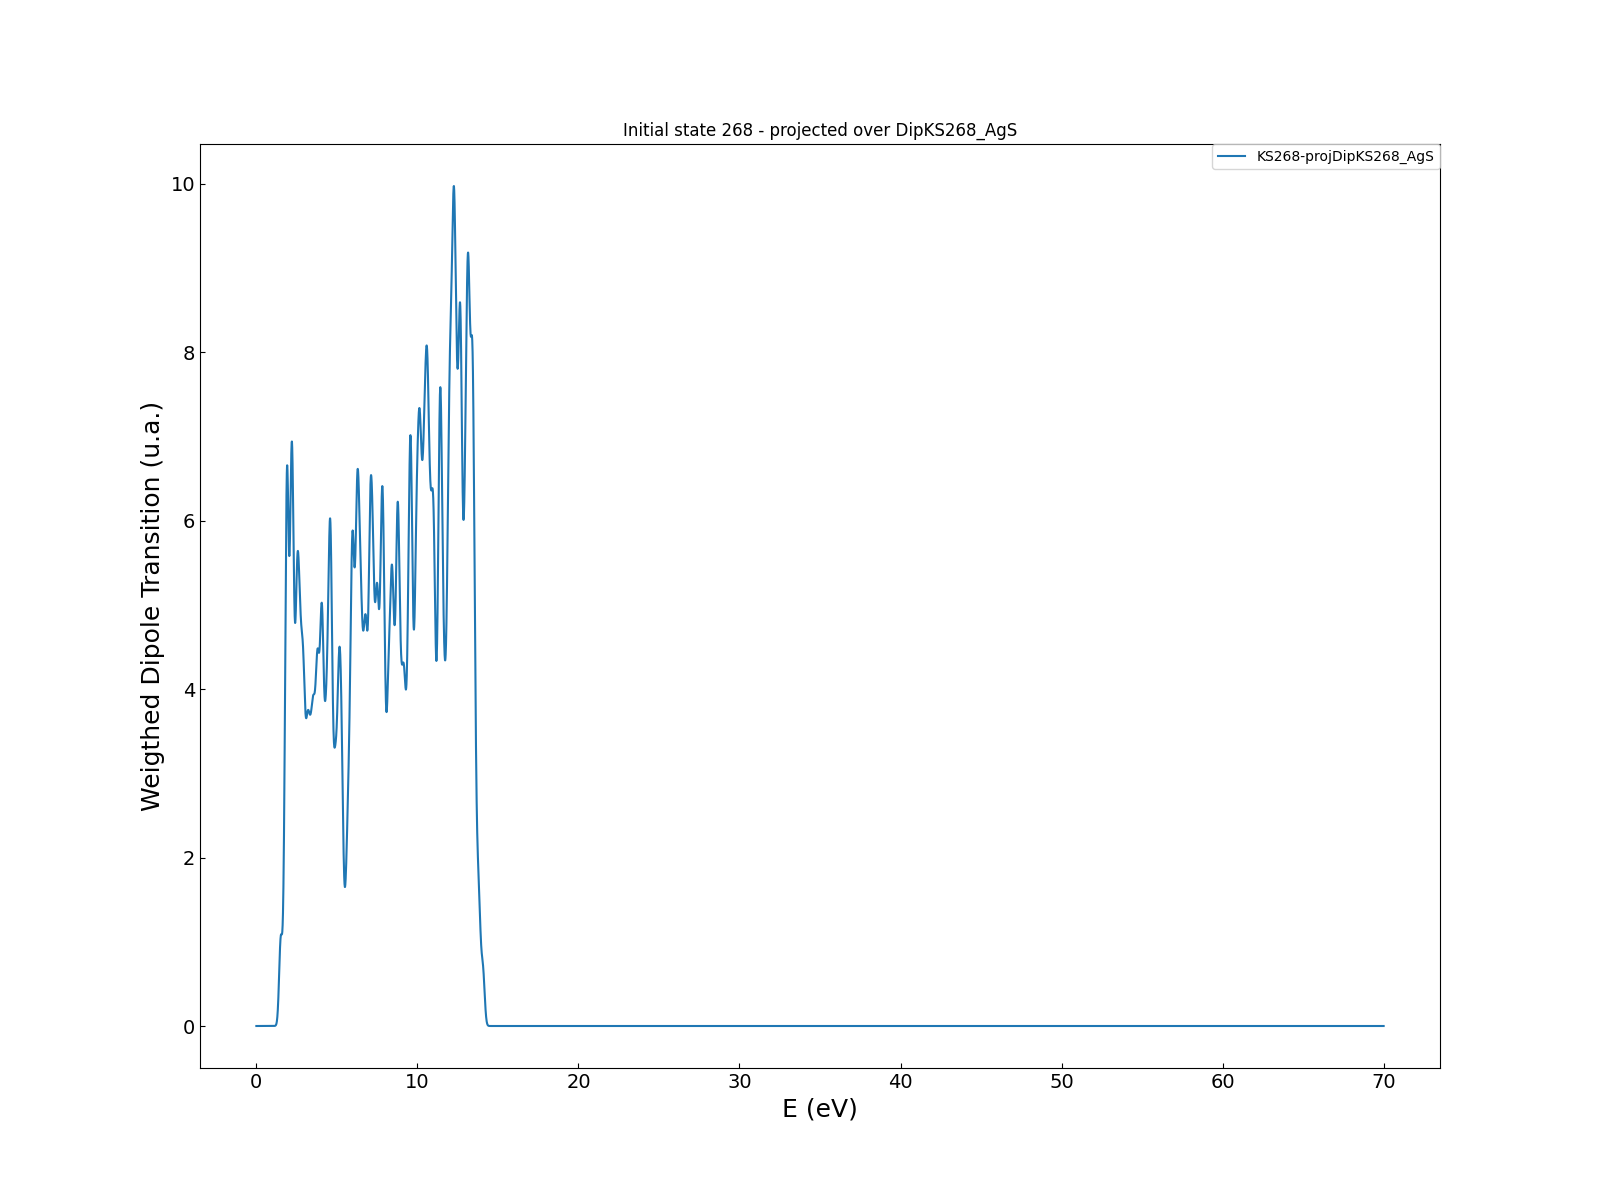 Initial state 268 - projected over DipKS268_AgS
KS268-projDipKS268_AgS
Weigthed Dipole Transition (u.a.)
10
8
6
4
2
0
0 10 20 30 40 50 60 70
E (eV)